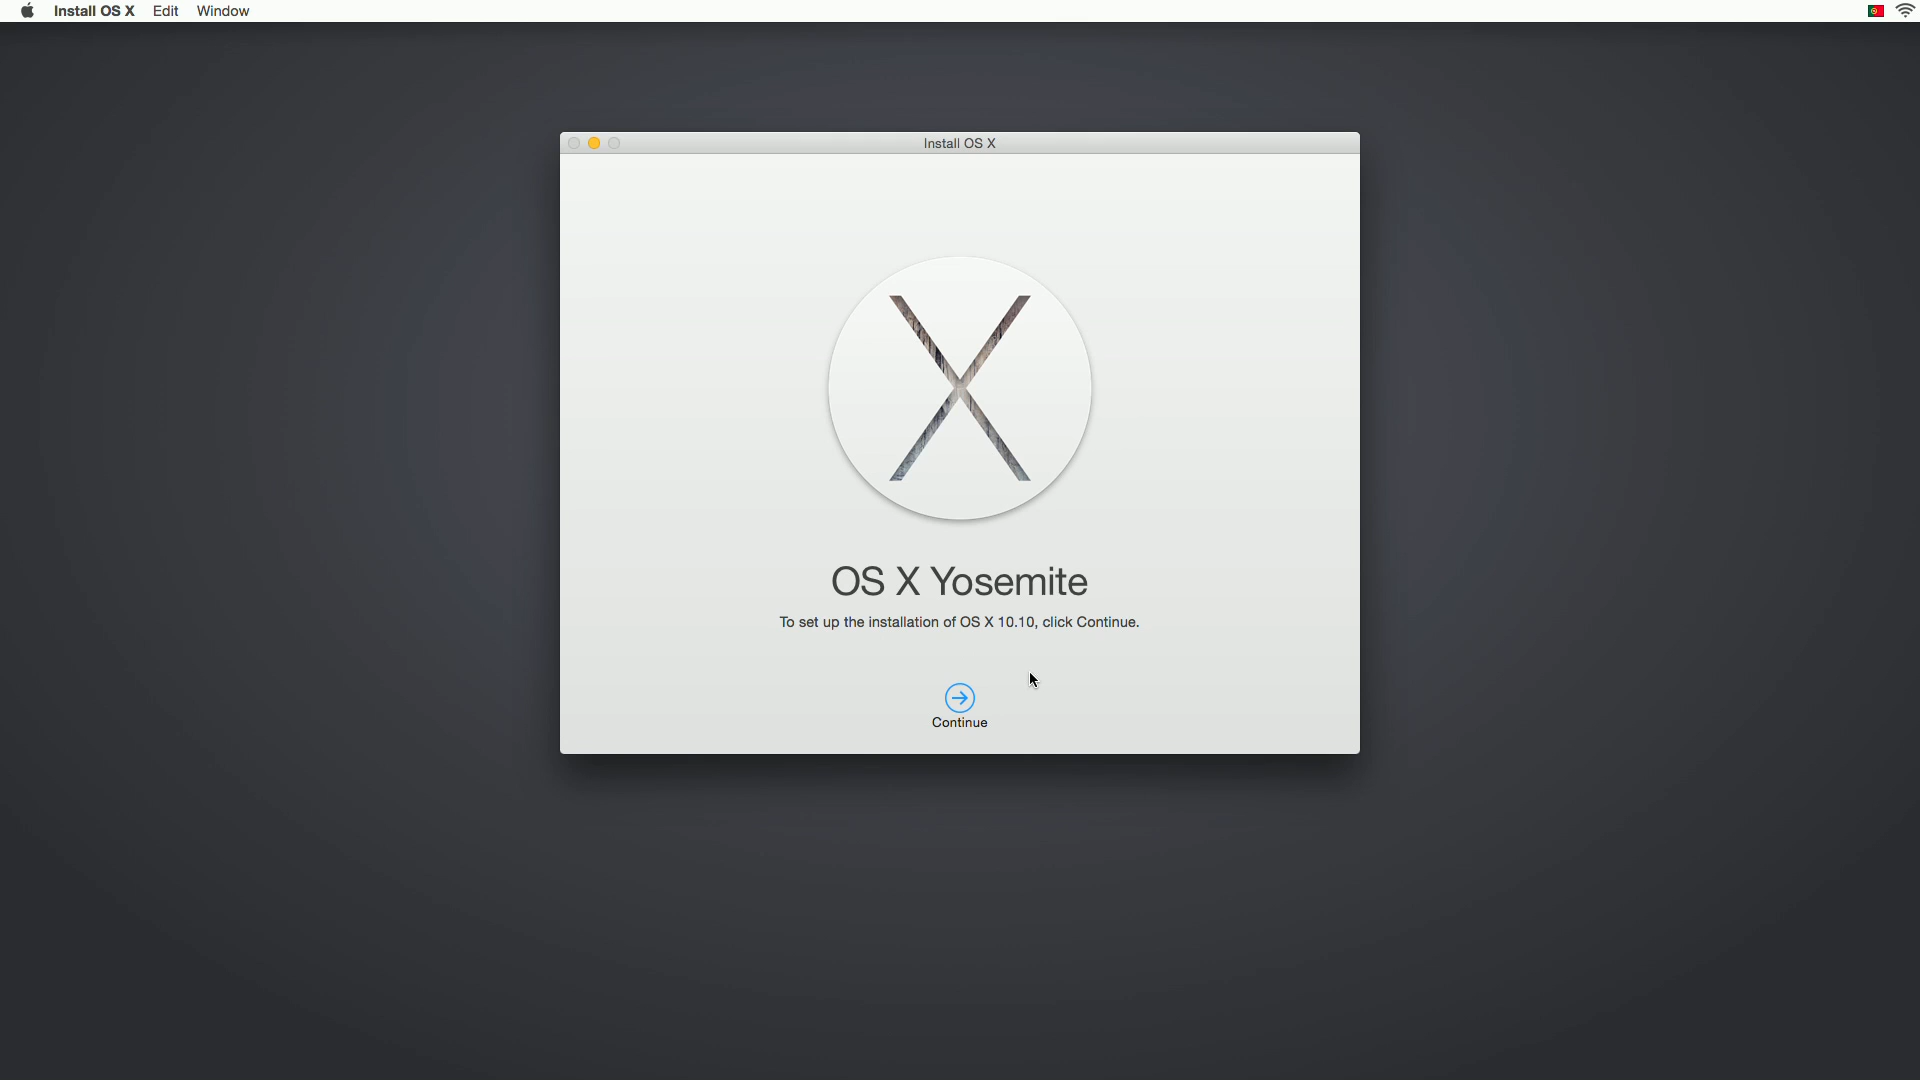 Install OS X Edit Window
Install OS X
OS X Yosemite
To set up the installation of OS X 10.10, click Continue.
Continue